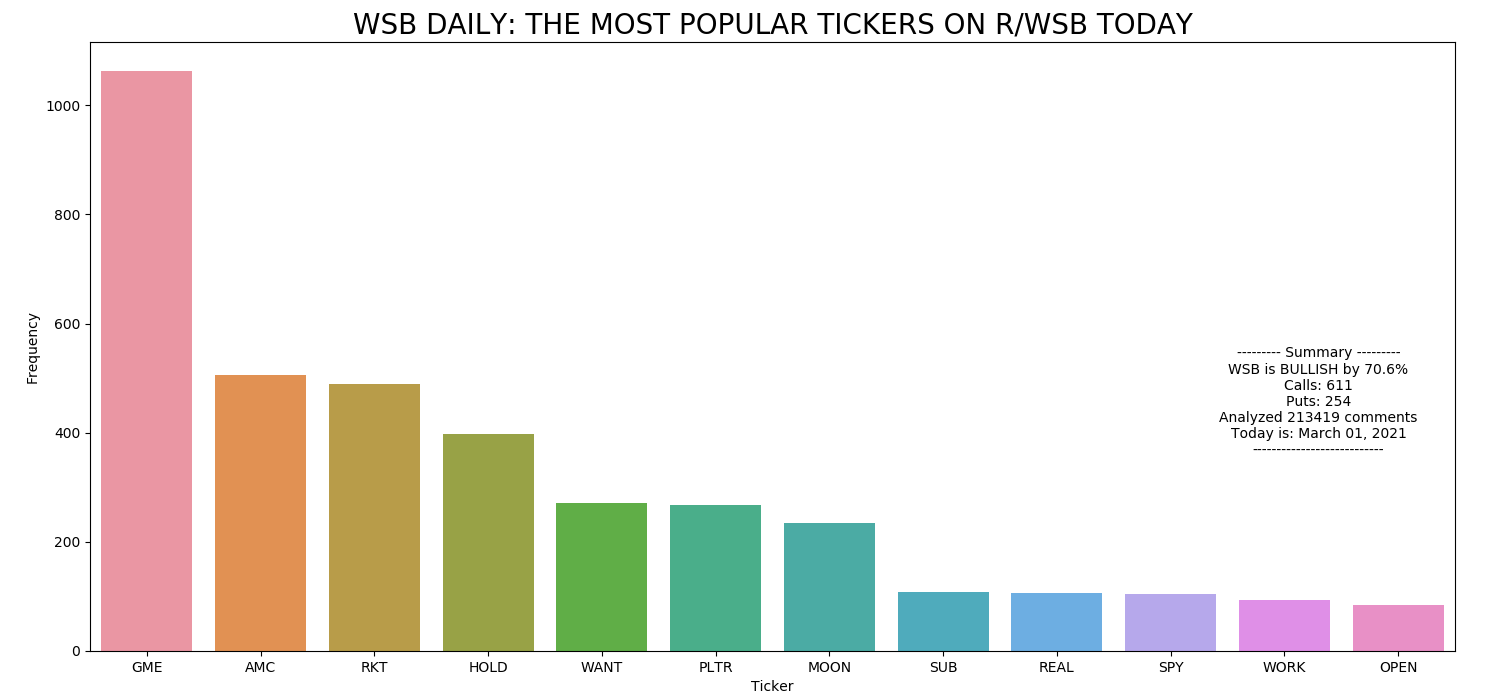 WSB DAILY: THE MOST POPULAR TICKERS ON R/WSB TODAY
1000
800
600
400
200
0
Frequency
--------- Summary ---------
WSB is BULLISH by 70.6%
Calls: 611
Puts: 254
Analyzed 213419 comments
Today is: March 01, 2021
---------------------------
GME AMC RKT HOLD WANT PLTR MOON SUB REAL SPY WORK OPEN
Ticker